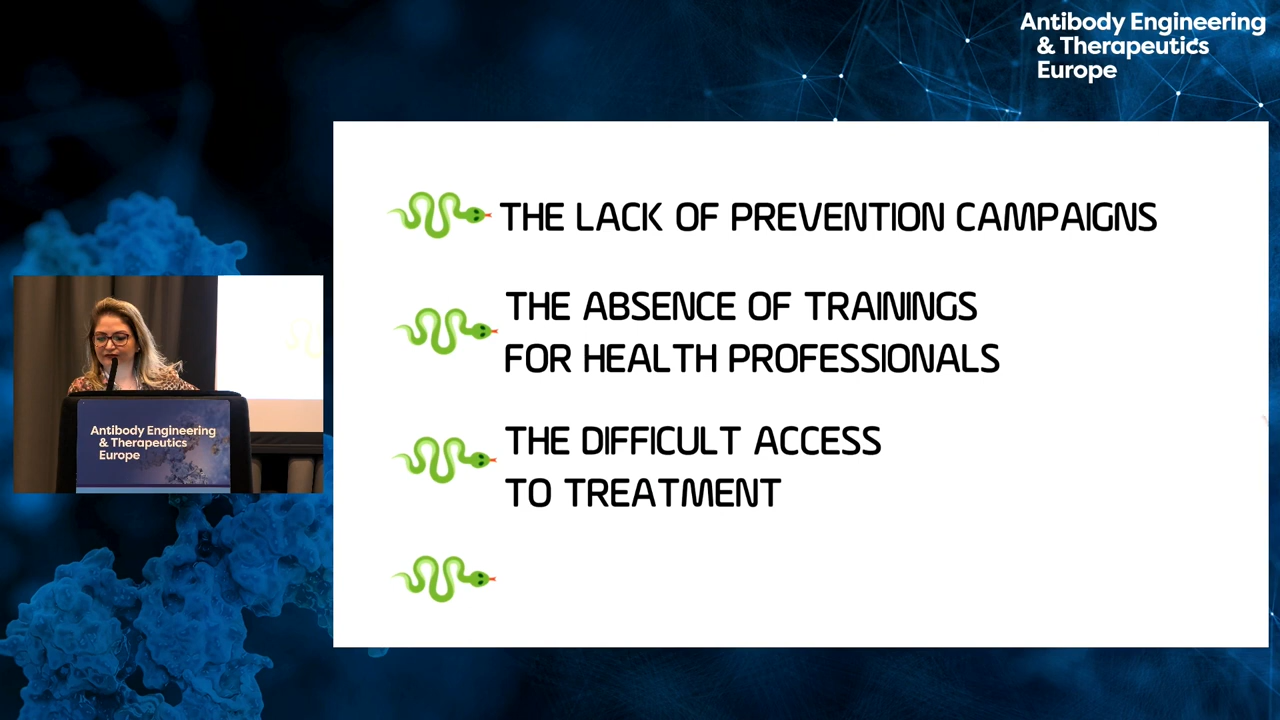 Antibody Engineering
& Therapeutics
Europe
THE LACK OF PREVENTION CAMPAIGNS
THE ABSENCE OF TRAININGS
FOR HEALTH PROFESSIONALS
THE DIFFICULT ACCESS
TO TREATMENT
Antibody Engineering
& Therapeutics
Europe